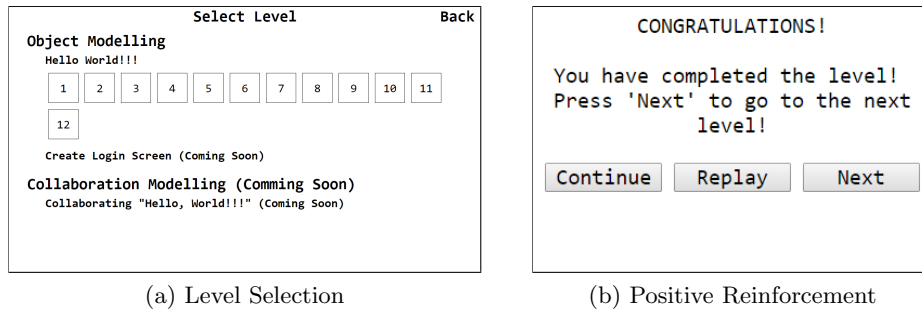 Select Level
Back
Object Modelling
Hello World!!!
1 2 3 4 5 6 7 8 9 10 11
12
Create Login Screen (Coming Soon)
Collaboration Modelling (Comming Soon)
Collaborating "Hello, World!!!" (Coming Soon)
(a) Level Selection
CONGRATULATIONS!
You have completed the level!
Press 'Next' to go to the next
level!
Continue Replay Next
(b) Positive Reinforcement